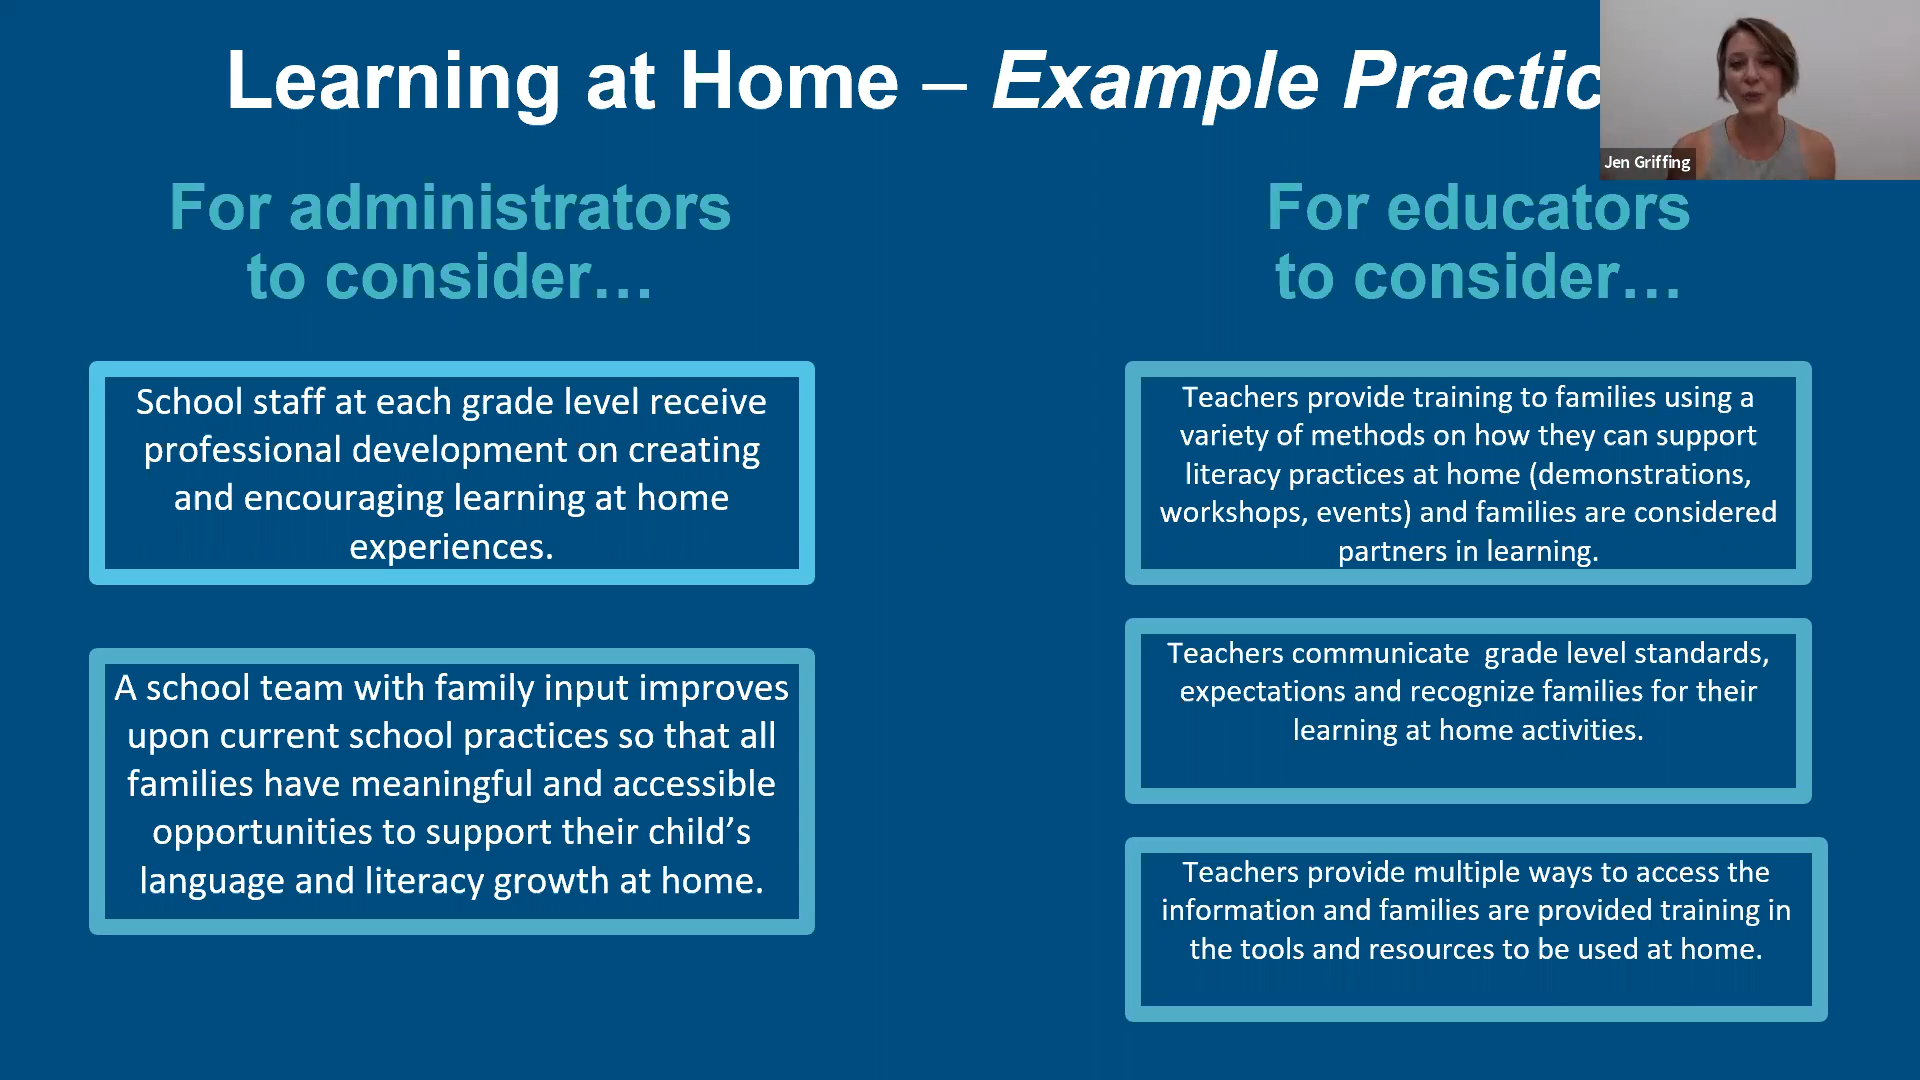 Learning at Home – Example Practic
Jen Griffing
For administrators
to consider…
School staff at each grade level receive
professional development on creating
and encouraging learning at home
experiences.
A school team with family input improves
upon current school practices so that all
families have meaningful and accessible
opportunities to support their child’s
language and literacy growth at home.
For educators
to consider…
Teachers provide training to families using a
variety of methods on how they can support
literacy practices at home (demonstrations,
workshops, events) and families are considered
partners in learning.
Teachers communicate  grade level standards,
expectations and recognize families for their
learning at home activities.
Teachers provide multiple ways to access the
information and families are provided training in
the tools and resources to be used at home.